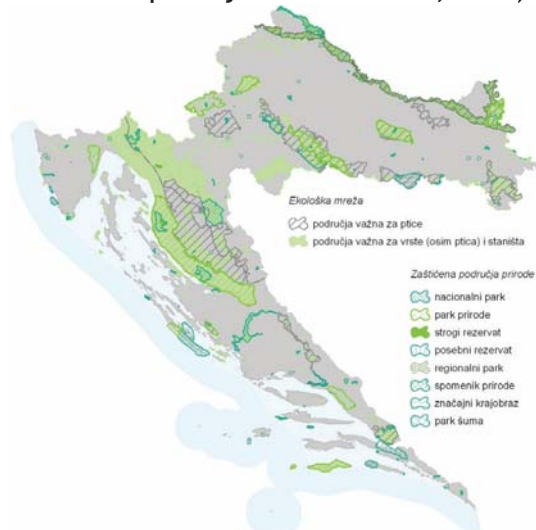 Ekološka mreža
područja važna za ptice
područja važna za vrste (osim ptica) i staništa
Zaštićena područja prirode
nacionalni park
park prirode
strogi rezervat
posebni rezervat
regionalni park
spomenik prirode
značajni krajobraz
park šuma